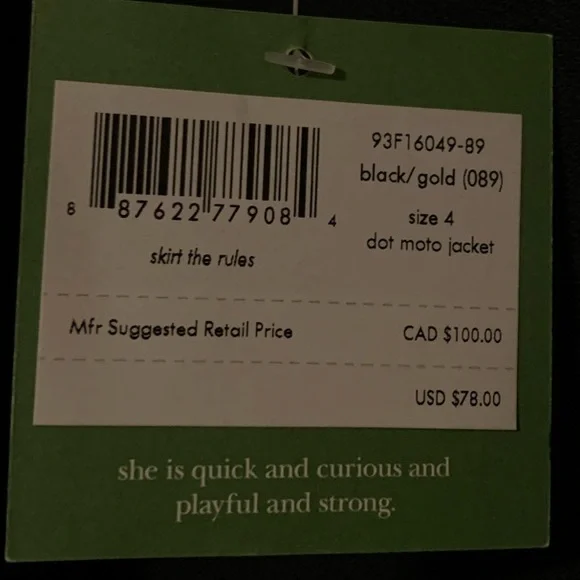 93F16049-89
black/gold (089)
8 87622 77908 4
size 4
dot moto jacket
skirt the rules
Mfr Suggested Retail Price CAD $100.00
USD $78.00
she is quick and curious and
playful and strong.